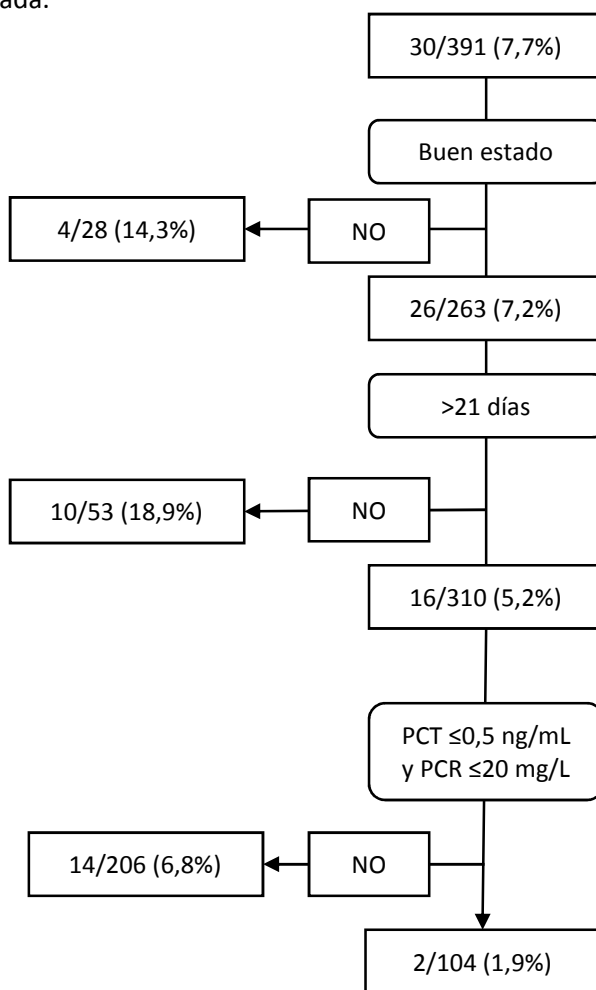 ada.
30/391 (7,7%)
Buen estado
4/28 (14,3%)
NO
26/263 (7,2%)
>21 días
10/53 (18,9%)
NO
16/310 (5,2%)
PCT ≤0,5 ng/mL
y PCR ≤20 mg/L
14/206 (6,8%)
NO
2/104 (1,9%)